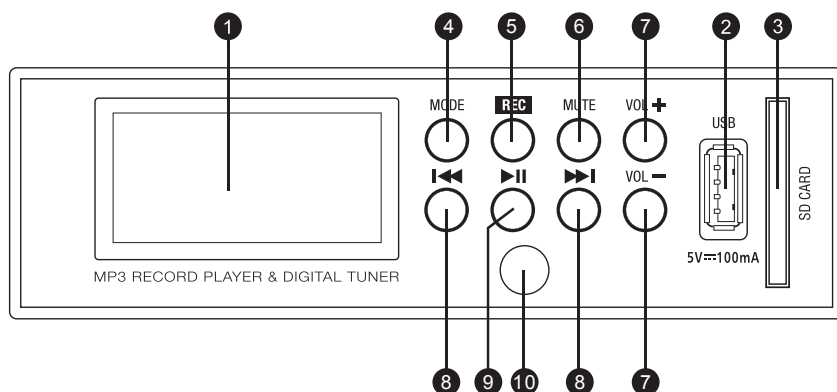 1 4 5 6 7 2 3
MODE REC MUTE VOL +
USB
VOL −
SD CARD
5V⎓100mA
MP3 RECORD PLAYER & DIGITAL TUNER
8 9 10 8 7